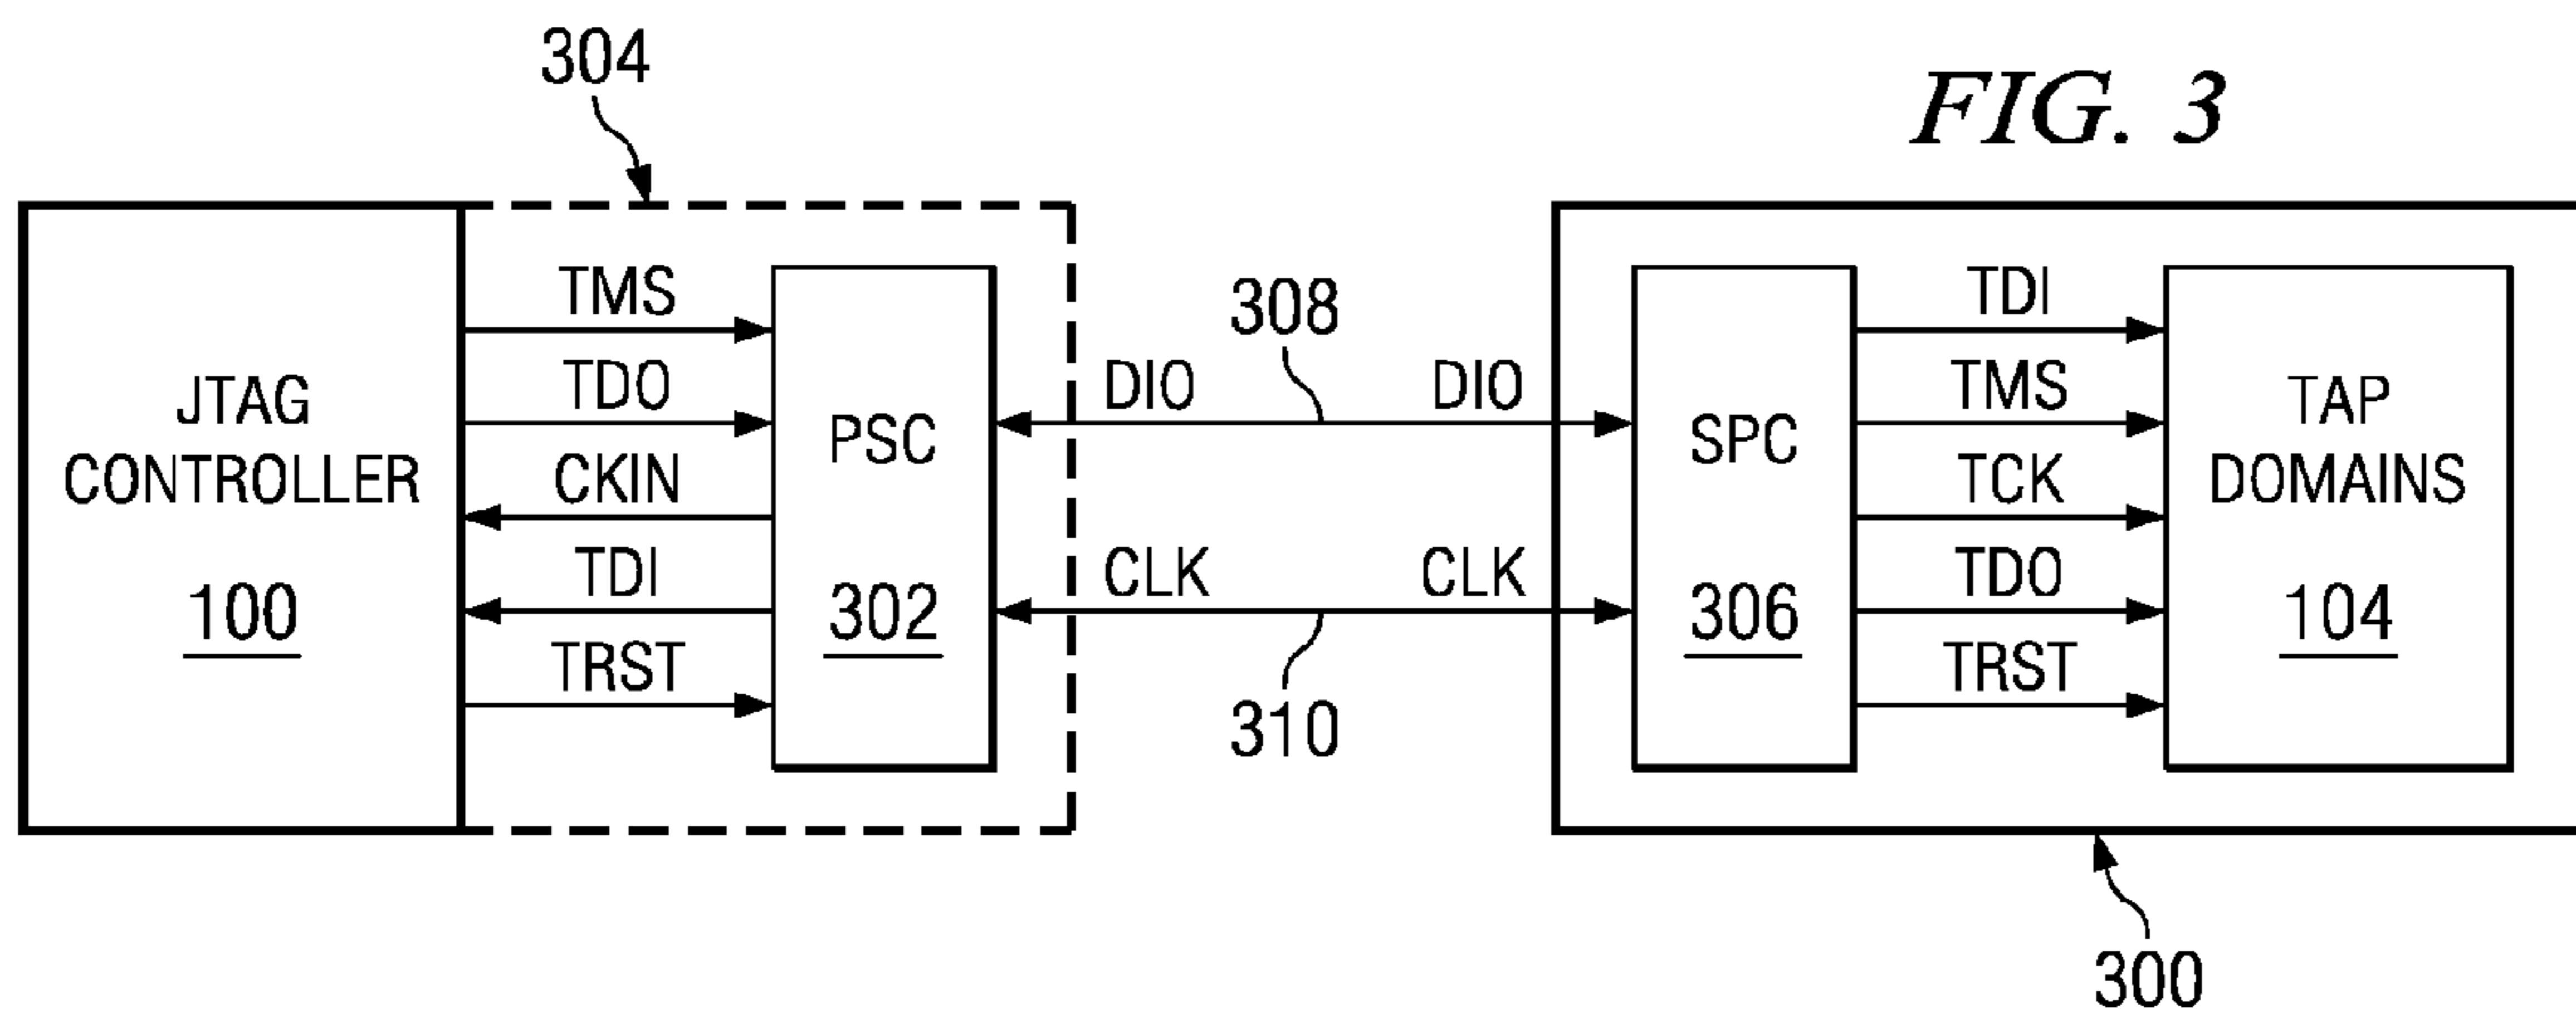 304
FIG. 3
JTAG
CONTROLLER
100
TMS
TDO
CKIN
TDI
TRST
PSC
302
DIO
308
DIO
CLK
CLK
310
SPC
306
TDI
TMS
TCK
TDO
TRST
TAP
DOMAINS
104
300